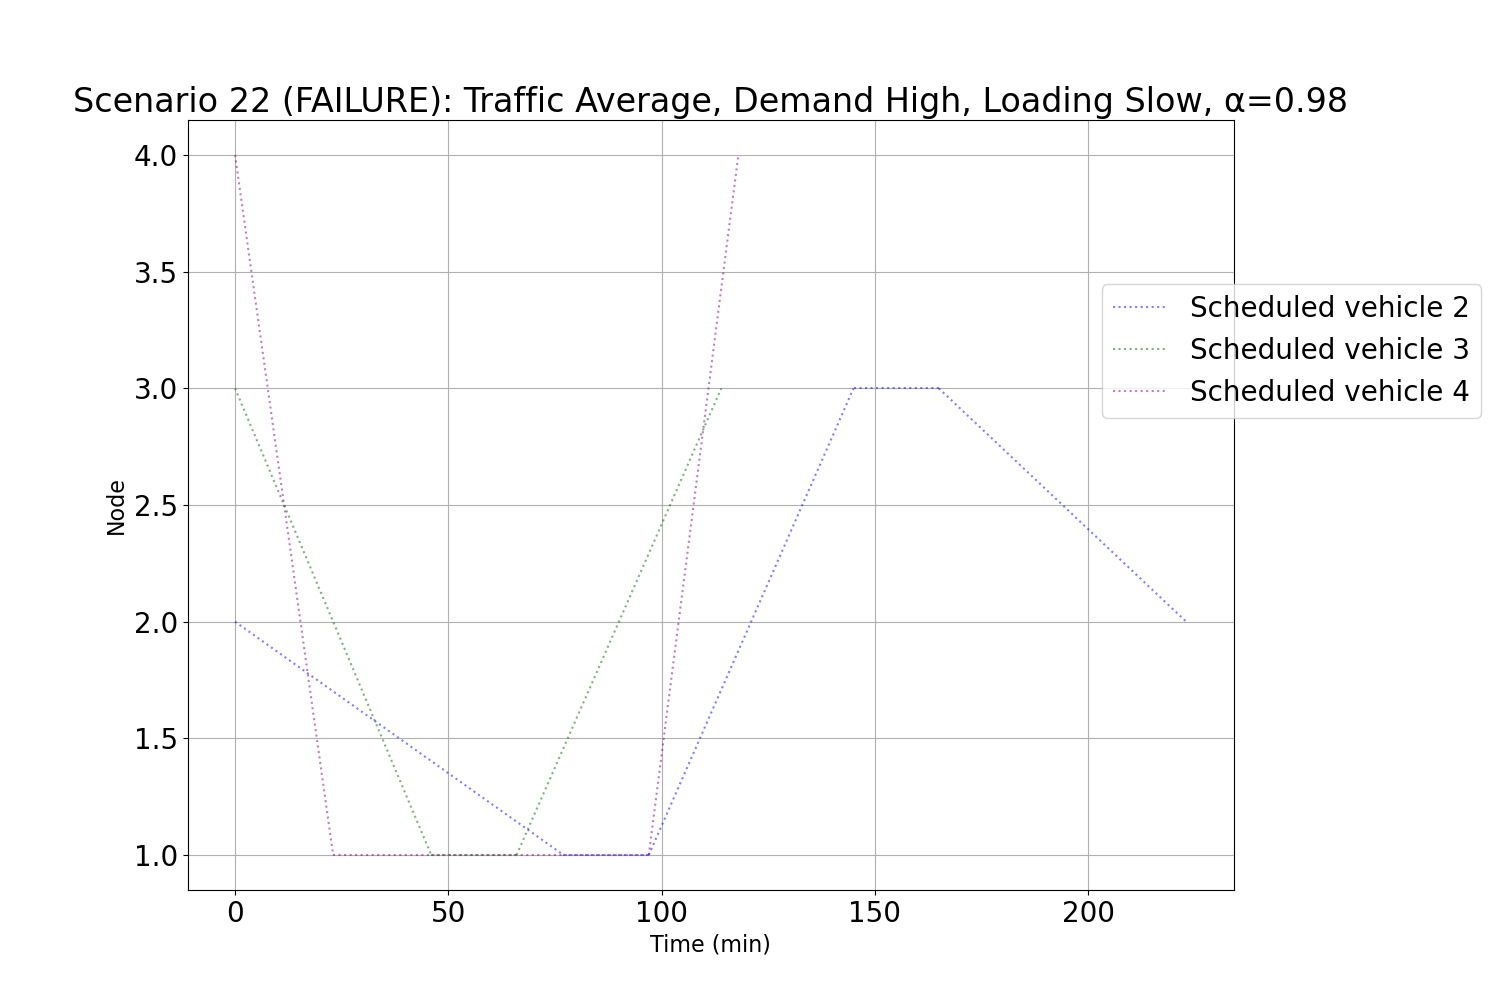 Scenario 22 (FAILURE): Traffic Average, Demand High, Loading Slow, α=0.98
4.0
3.5
3.0
2.5
2.0
1.5
1.0
Node
0 50 100 150 200
Time (min)
Scheduled vehicle 2
Scheduled vehicle 3
Scheduled vehicle 4